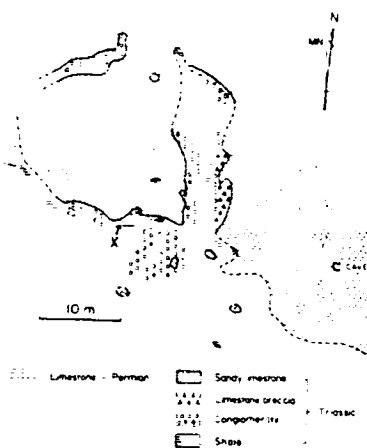 N
MN
X
X
C CAVE
10 m
Limestone - Permian
Sandy limestone
Limestone breccia
Conglomerate
Shale
Triassic